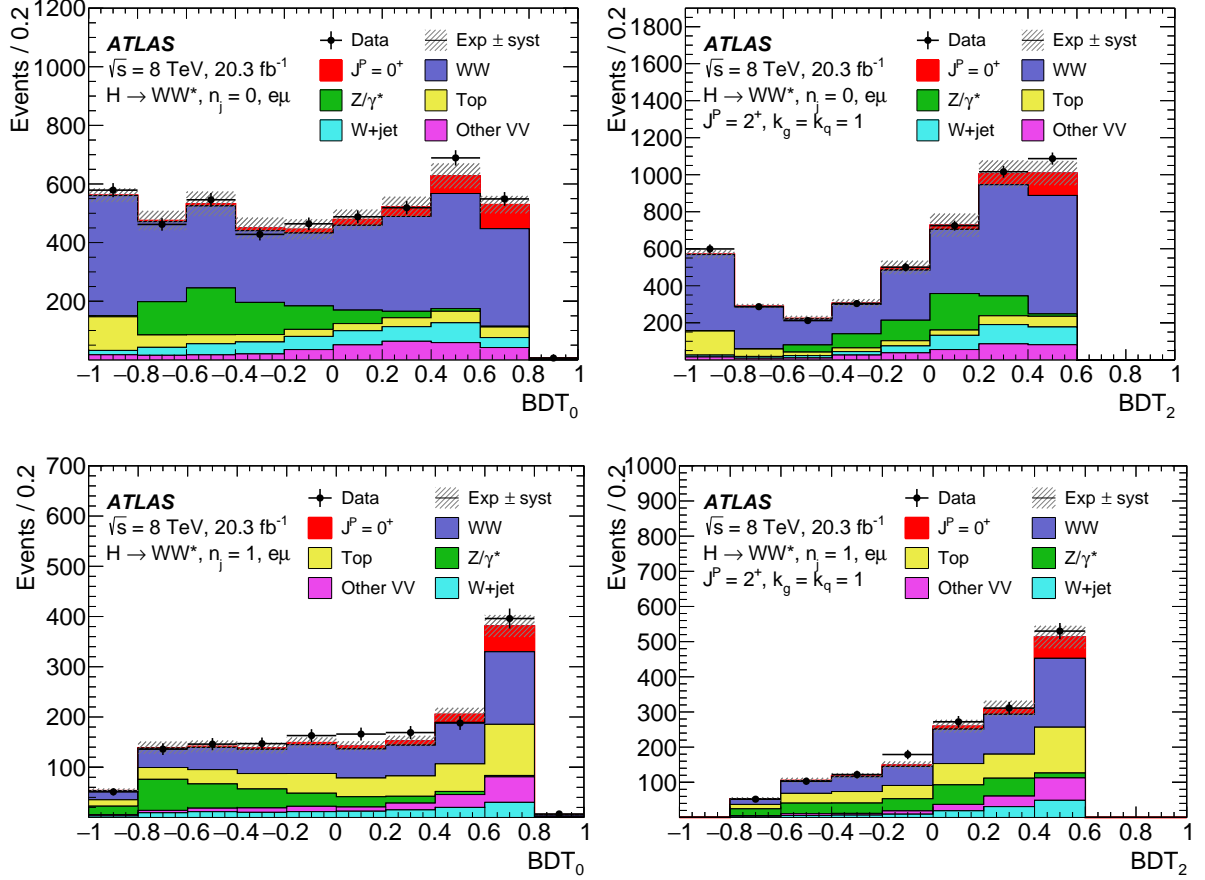 Events / 0.2
1200
1000
800
600
400
200
ATLAS
√s = 8 TeV, 20.3 fb⁻¹
H → WW*, nⱼ = 0, eμ
Data
Exp ± syst
Jᴾ = 0⁺
WW
Z/γ*
Top
W+jet
Other VV
−1 −0.8 −0.6 −0.4 −0.2 0 0.2 0.4 0.6 0.8 1
BDT₀
Events / 0.2
1800
1600
1400
1200
1000
800
600
400
200
ATLAS
√s = 8 TeV, 20.3 fb⁻¹
H → WW*, nⱼ = 0, eμ
Jᴾ = 2⁺, k_g = k_q = 1
Data
Exp ± syst
Jᴾ = 0⁺
WW
Z/γ*
Top
W+jet
Other VV
−1 −0.8 −0.6 −0.4 −0.2 0 0.2 0.4 0.6 0.8 1
BDT₂
Events / 0.2
700
600
500
400
300
200
100
ATLAS
√s = 8 TeV, 20.3 fb⁻¹
H → WW*, nⱼ = 1, eμ
Data
Exp ± syst
Jᴾ = 0⁺
WW
Top
Z/γ*
Other VV
W+jet
−1 −0.8 −0.6 −0.4 −0.2 0 0.2 0.4 0.6 0.8 1
BDT₀
Events / 0.2
1000
900
800
700
600
500
400
300
200
100
ATLAS
√s = 8 TeV, 20.3 fb⁻¹
H → WW*, nⱼ = 1, eμ
Jᴾ = 2⁺, k_g = k_q = 1
Data
Exp ± syst
Jᴾ = 0⁺
WW
Top
Z/γ*
Other VV
W+jet
−1 −0.8 −0.6 −0.4 −0.2 0 0.2 0.4 0.6 0.8 1
BDT₂